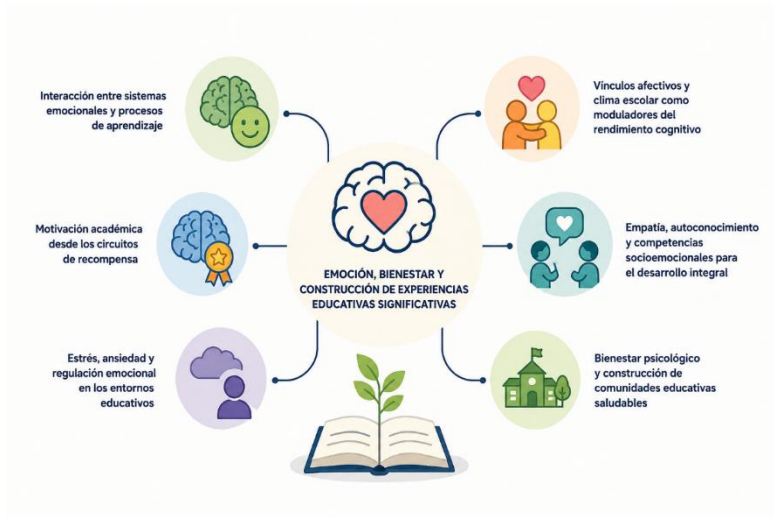 Interacción entre sistemas
emocionales y procesos
de aprendizaje
Motivación académica
desde los circuitos
de recompensa
Estrés, ansiedad y
regulación emocional
en los entornos
educativos
EMOCIÓN, BIENESTAR Y
CONSTRUCCIÓN DE EXPERIENCIAS
EDUCATIVAS SIGNIFICATIVAS
Vínculos afectivos y
clima escolar como
moduladores del
rendimiento cognitivo
Empatía, autoconocimiento
y competencias
socioemocionales para
el desarrollo integral
Bienestar psicológico
y construcción de
comunidades educativas
saludables